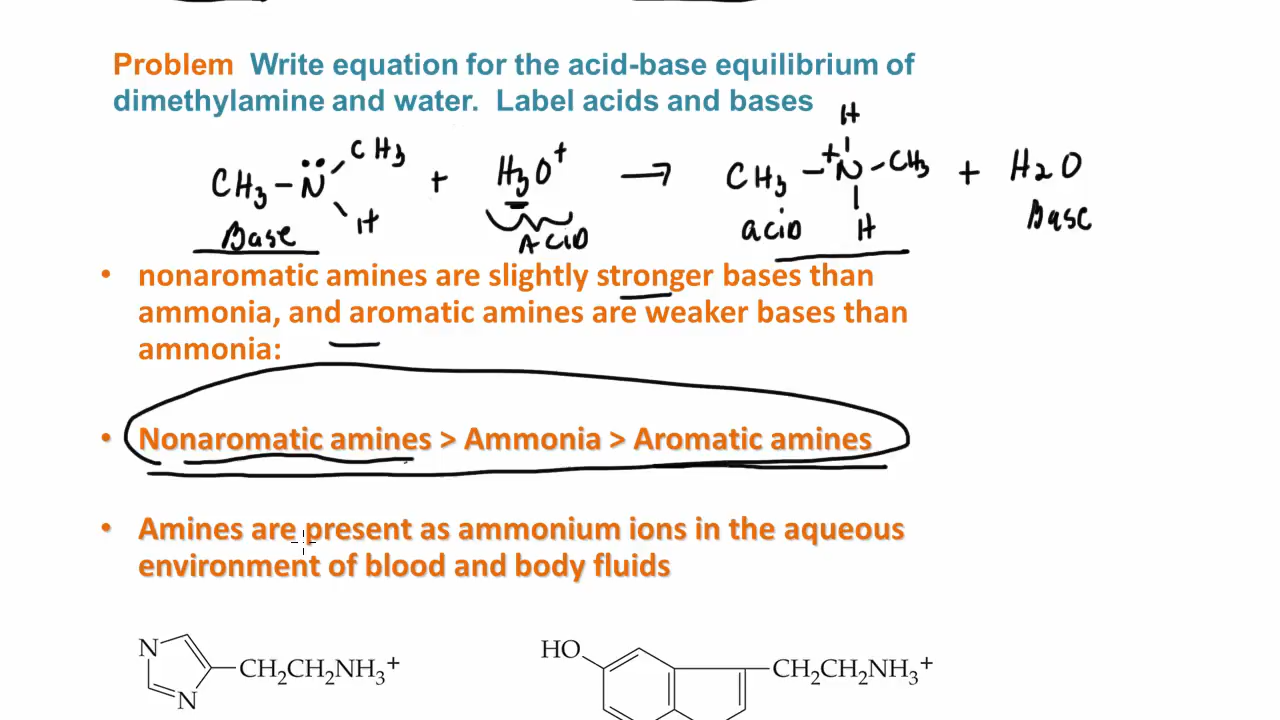 Problem Write equation for the acid-base equilibrium of
dimethylamine and water. Label acids and bases
CH3 – N̈ CH3 H + H3O+ → CH3 – +N H CH3 H + H2O
Base ACID acid Base
• nonaromatic amines are slightly stronger bases than
ammonia, and aromatic amines are weaker bases than
ammonia:
• Nonaromatic amines > Ammonia > Aromatic amines
• Amines are present as ammonium ions in the aqueous
environment of blood and body fluids
N N CH₂CH₂NH₃⁺ HO CH₂CH₂NH₃⁺